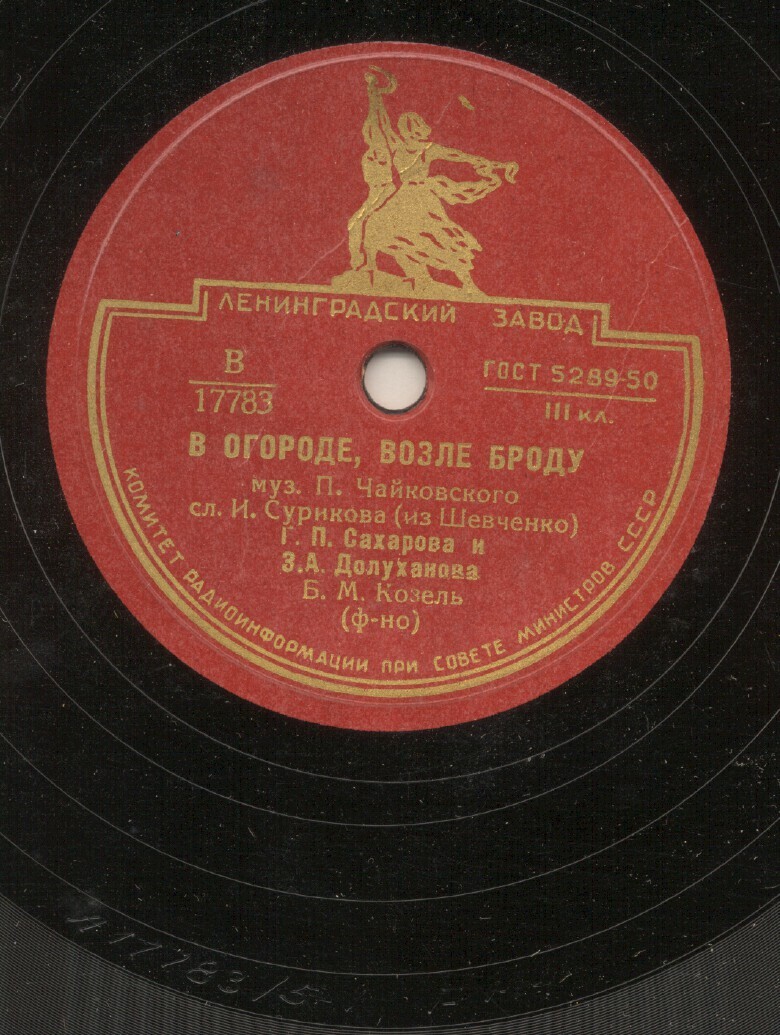 ЛЕНИНГРАДСКИЙ ЗАВОД
В
17783
ГОСТ 5289-50
III кл.
В ОГОРОДЕ, ВОЗЛЕ БРОДУ
муз. П. Чайковского
сл. И. Сурикова (из Шевченко)
Г. П. Сахарова и
З.А. Долуханова
Б. М. Козель
(ф-но)
КОМИТЕТ РАДИОИНФОРМАЦИИ ПРИ СОВЕТЕ МИНИСТРОВ СССР
17783